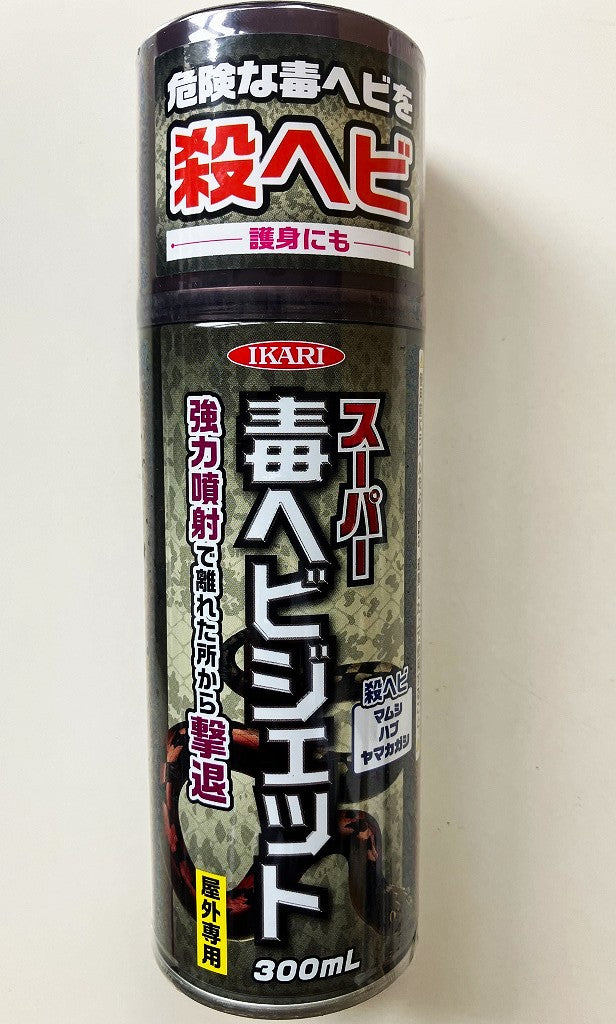 危険な毒ヘビを
殺ヘビ
護身にも
IKARI
スーパー
毒ヘビジェット
強力噴射で離れた所から撃退
殺ヘビ
マムシ
ハブ
ヤマカガシ
屋外専用
300mL